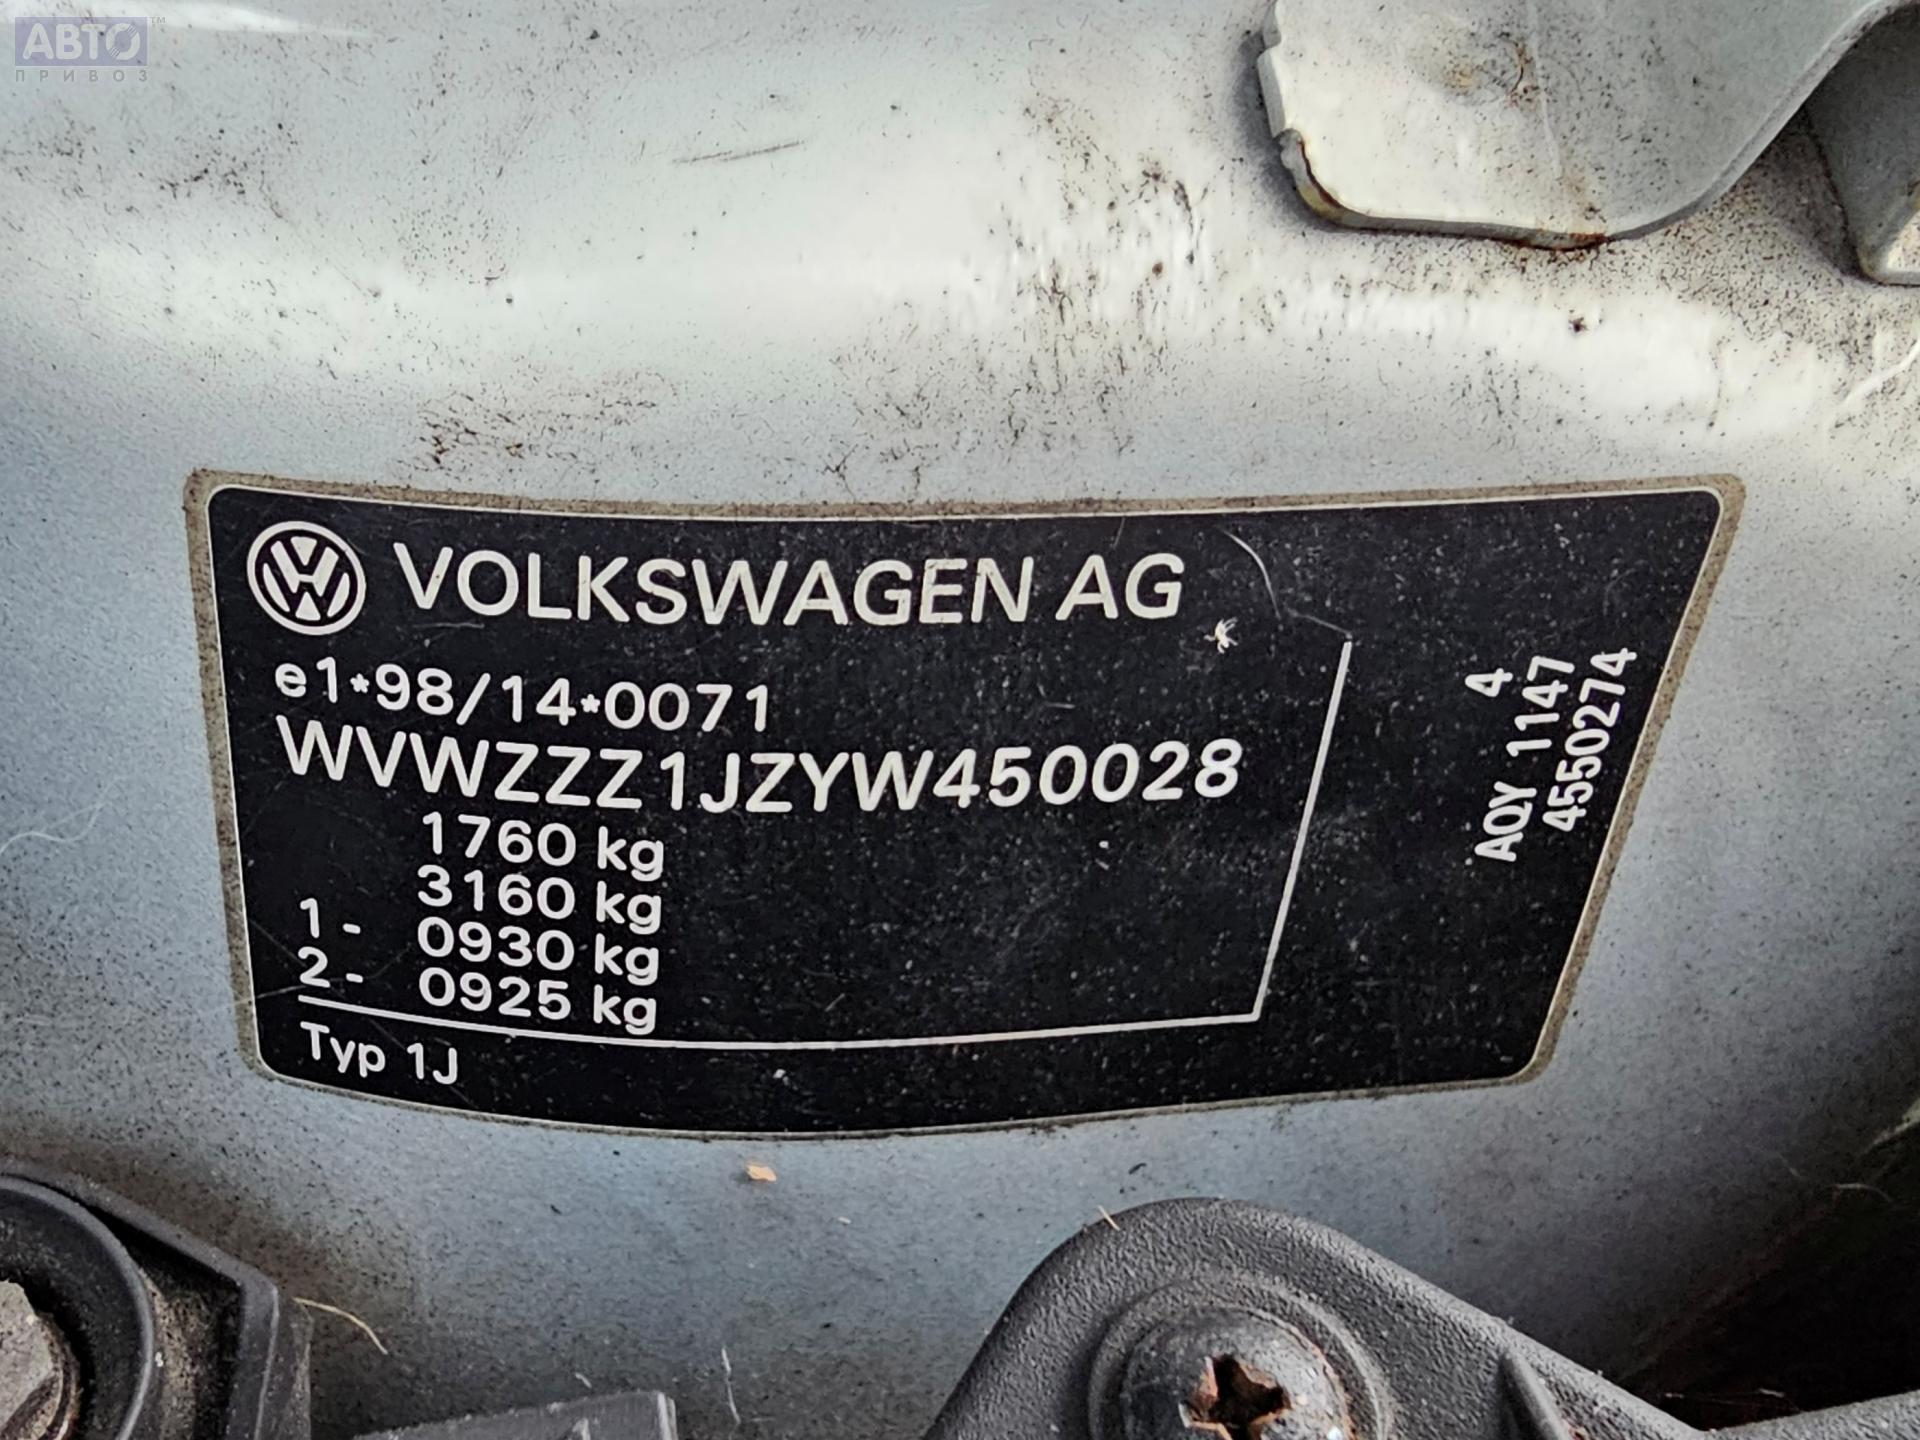 АВТО™
ПРИВОЗ
VOLKSWAGEN AG
e1*98/14*0071
WVWZZZ1JZYW450028
1760 kg
3160 kg
1- 0930 kg
2- 0925 kg
Typ 1J
4
AQY 1147
4550274